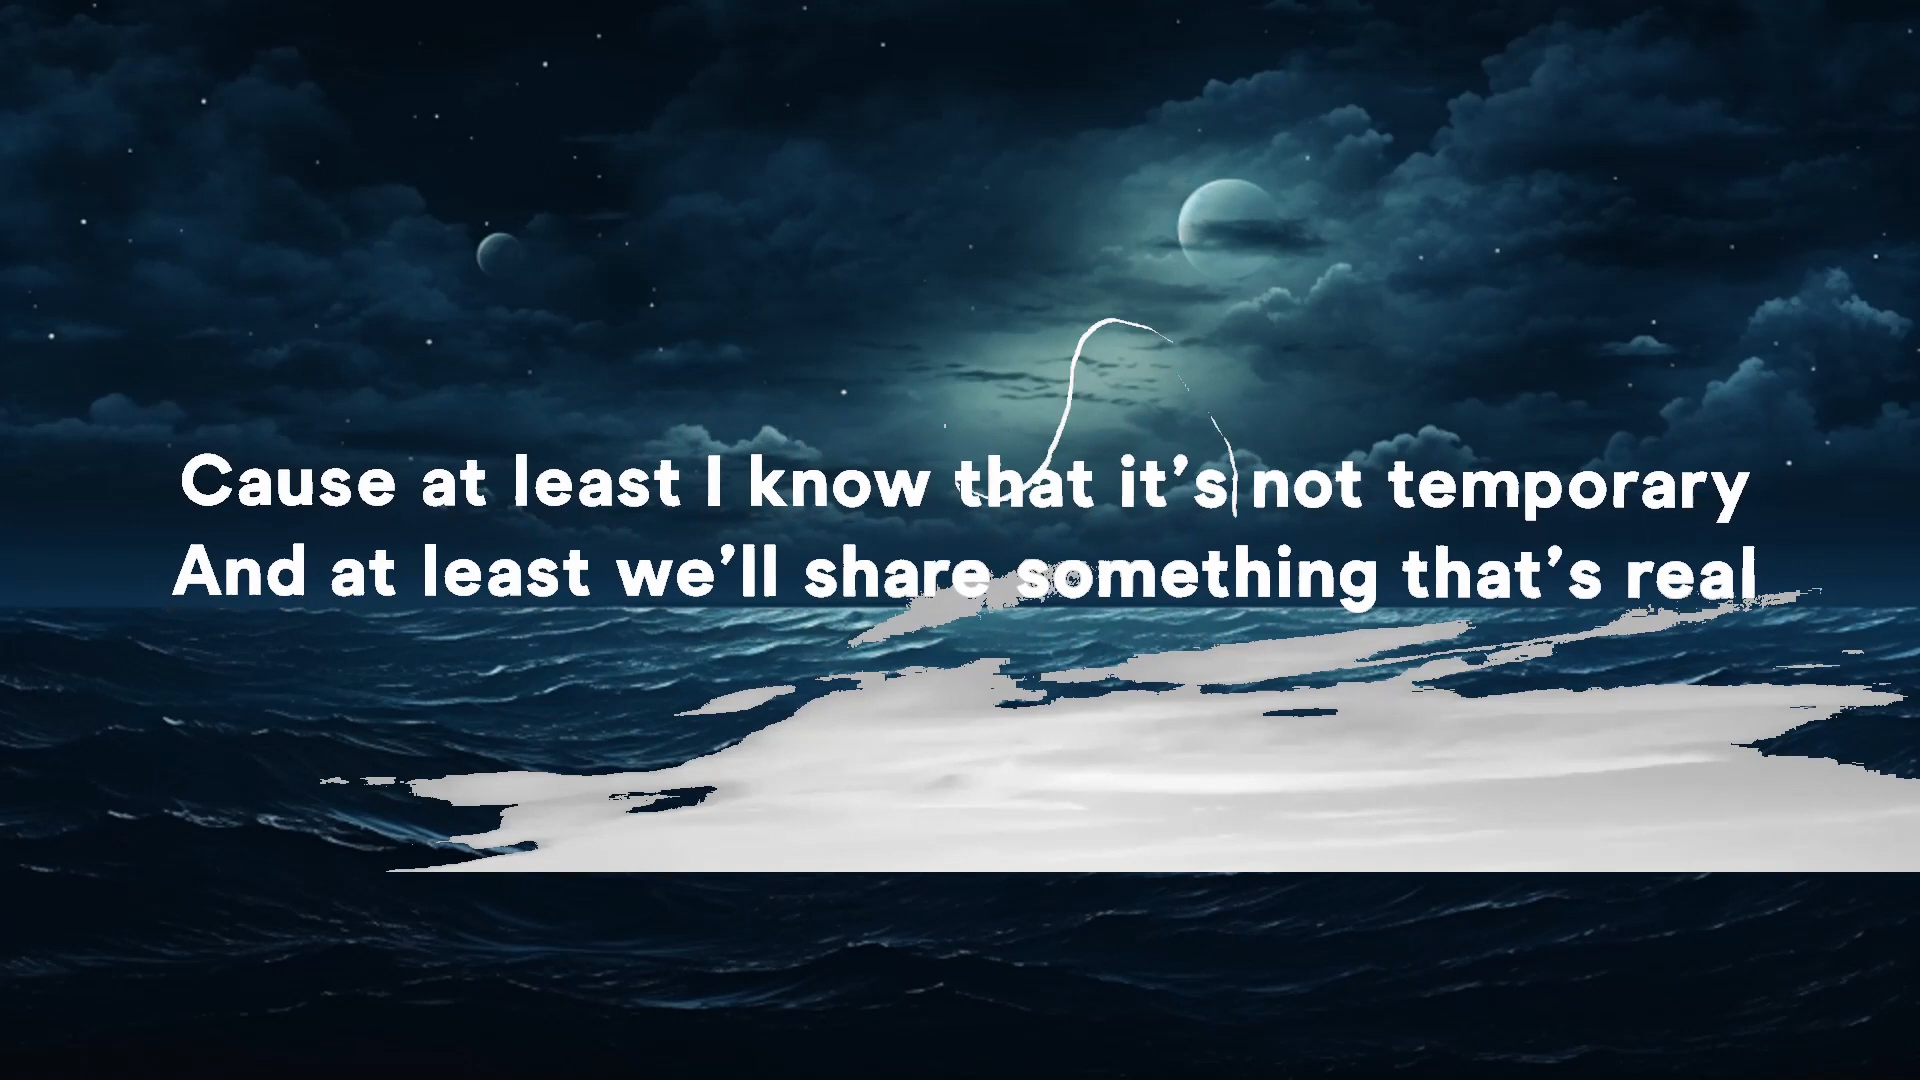 Cause at least I know that it’s not temporary
And at least we’ll share something that’s real